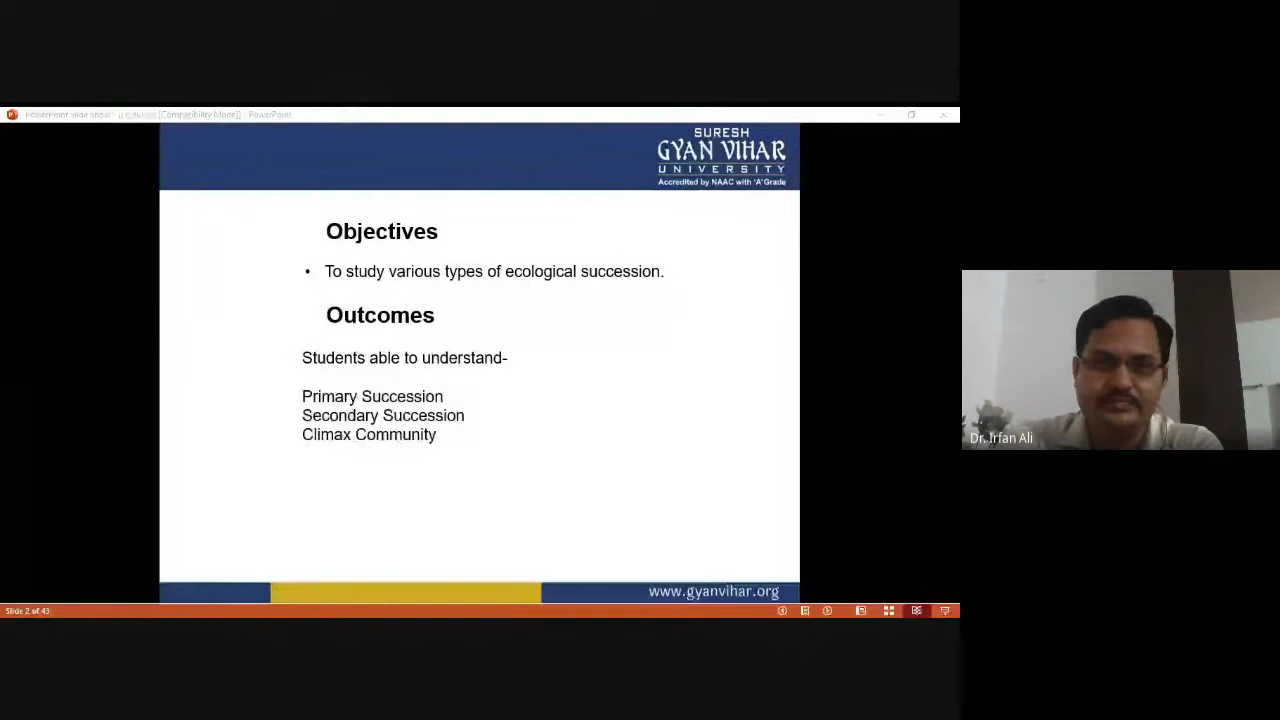 SURESH
GYAN VIHAR
UNIVERSITY
Accredited by NAAC with 'A' Grade
Objectives
• To study various types of ecological succession.
Outcomes
Students able to understand-
Primary Succession
Secondary Succession
Climax Community
www.gyanvihar.org
Slide 2 of 43
Dr. Irfan Ali